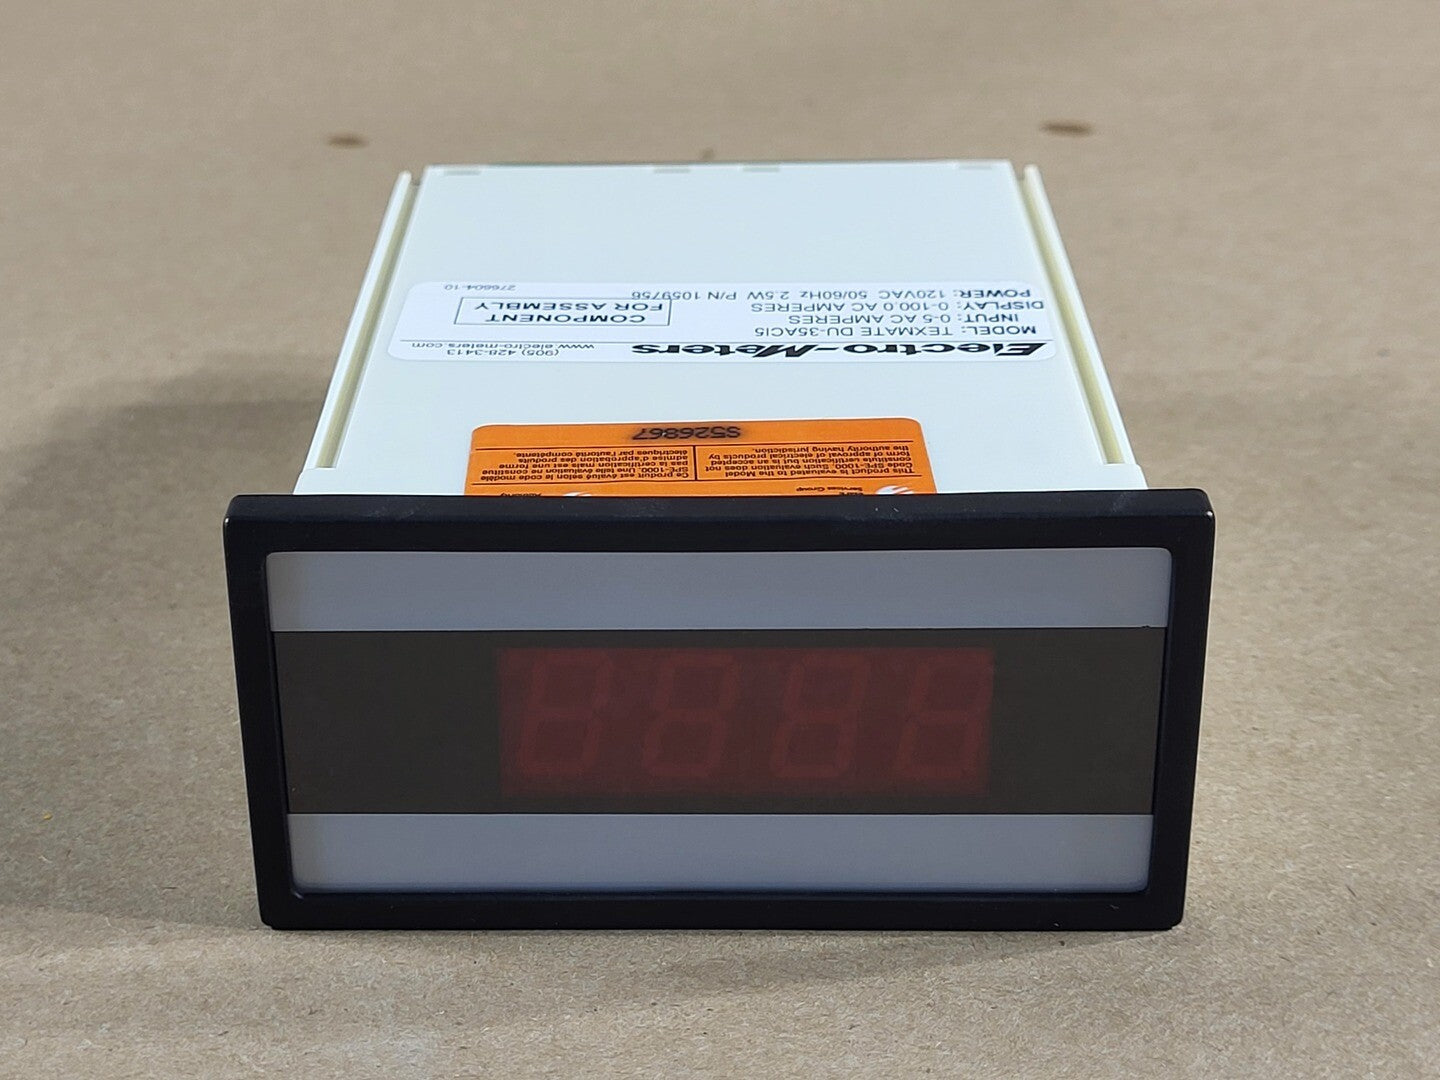 Electro-Meters
(905) 428-3413
www.electro-meters.com
MODEL: TEXMATE DU-35ACI5
INPUT: 0-5 AC AMPERES
DISPLAY: 0-100.0 AC AMPERES
POWER: 120VAC 50/60Hz 2.5W P/N 1059756
COMPONENT
FOR ASSEMBLY
276604-10
Services Group
Authority
This product is evaluated to the Model
Code SPE-1000. Such evaluation does not
constitute certification but is an accepted
form of approval of electrical products by
the authority having jurisdiction.
Ce produit est évalué selon le code modèle
SPE-1000. Une telle évaluation ne constitue
pas la certification mais est une forme
admise d'approbation des produits
électriques par l'autorité compétente.
S526867